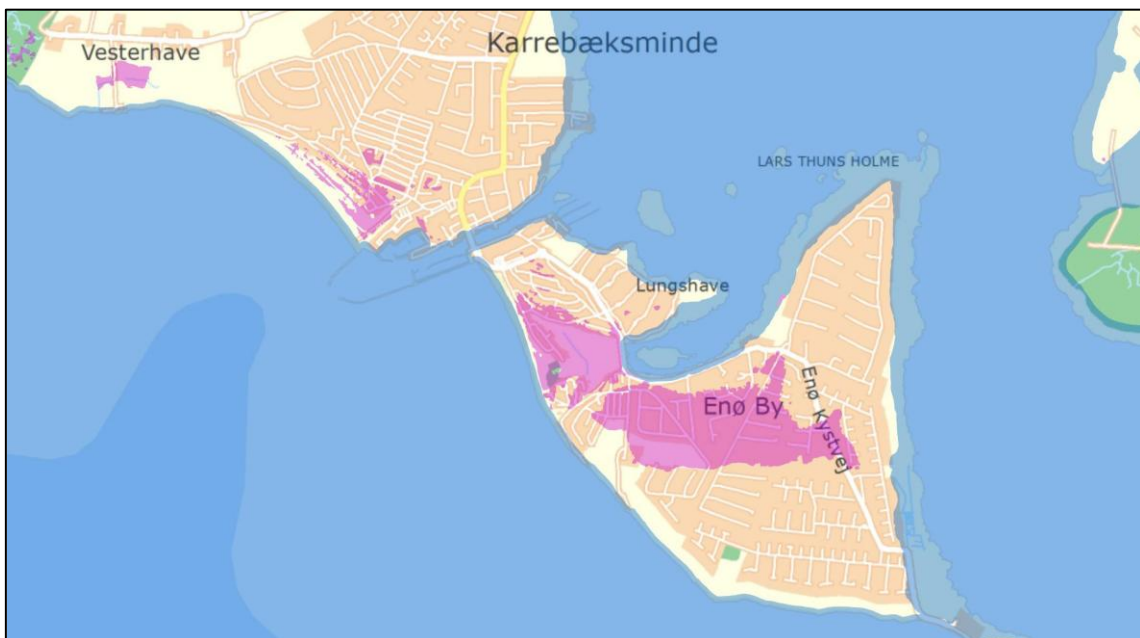 Karrebæksminde
Vesterhave
LARS THUNS HOLME
Lungshave
Enø By
Enø Kystvej